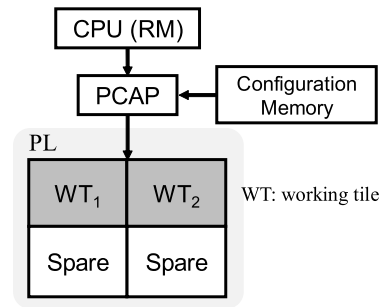 CPU (RM)
PCAP
Configuration
Memory
PL
WT1
WT2
WT: working tile
Spare
Spare